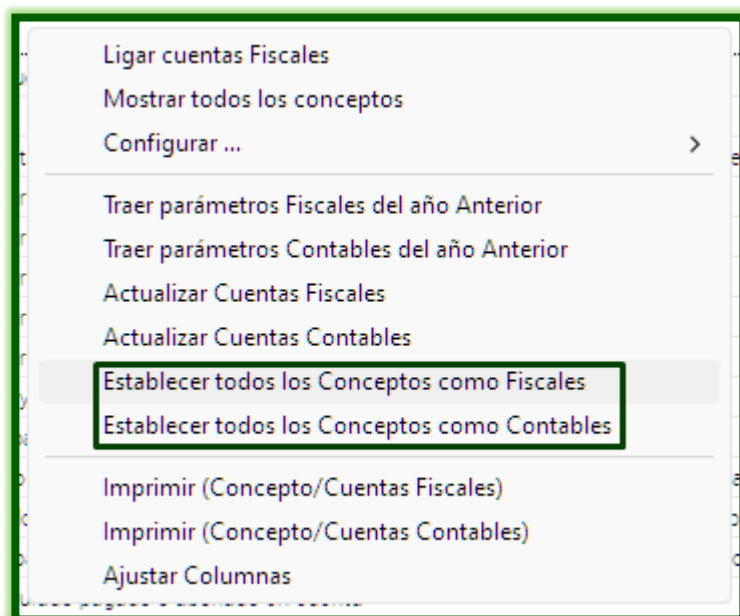 Ligar cuentas Fiscales
Mostrar todos los conceptos
Configurar ...
Traer parámetros Fiscales del año Anterior
Traer parámetros Contables del año Anterior
Actualizar Cuentas Fiscales
Actualizar Cuentas Contables
Establecer todos los Conceptos como Fiscales
Establecer todos los Conceptos como Contables
Imprimir (Concepto/Cuentas Fiscales)
Imprimir (Concepto/Cuentas Contables)
Ajustar Columnas